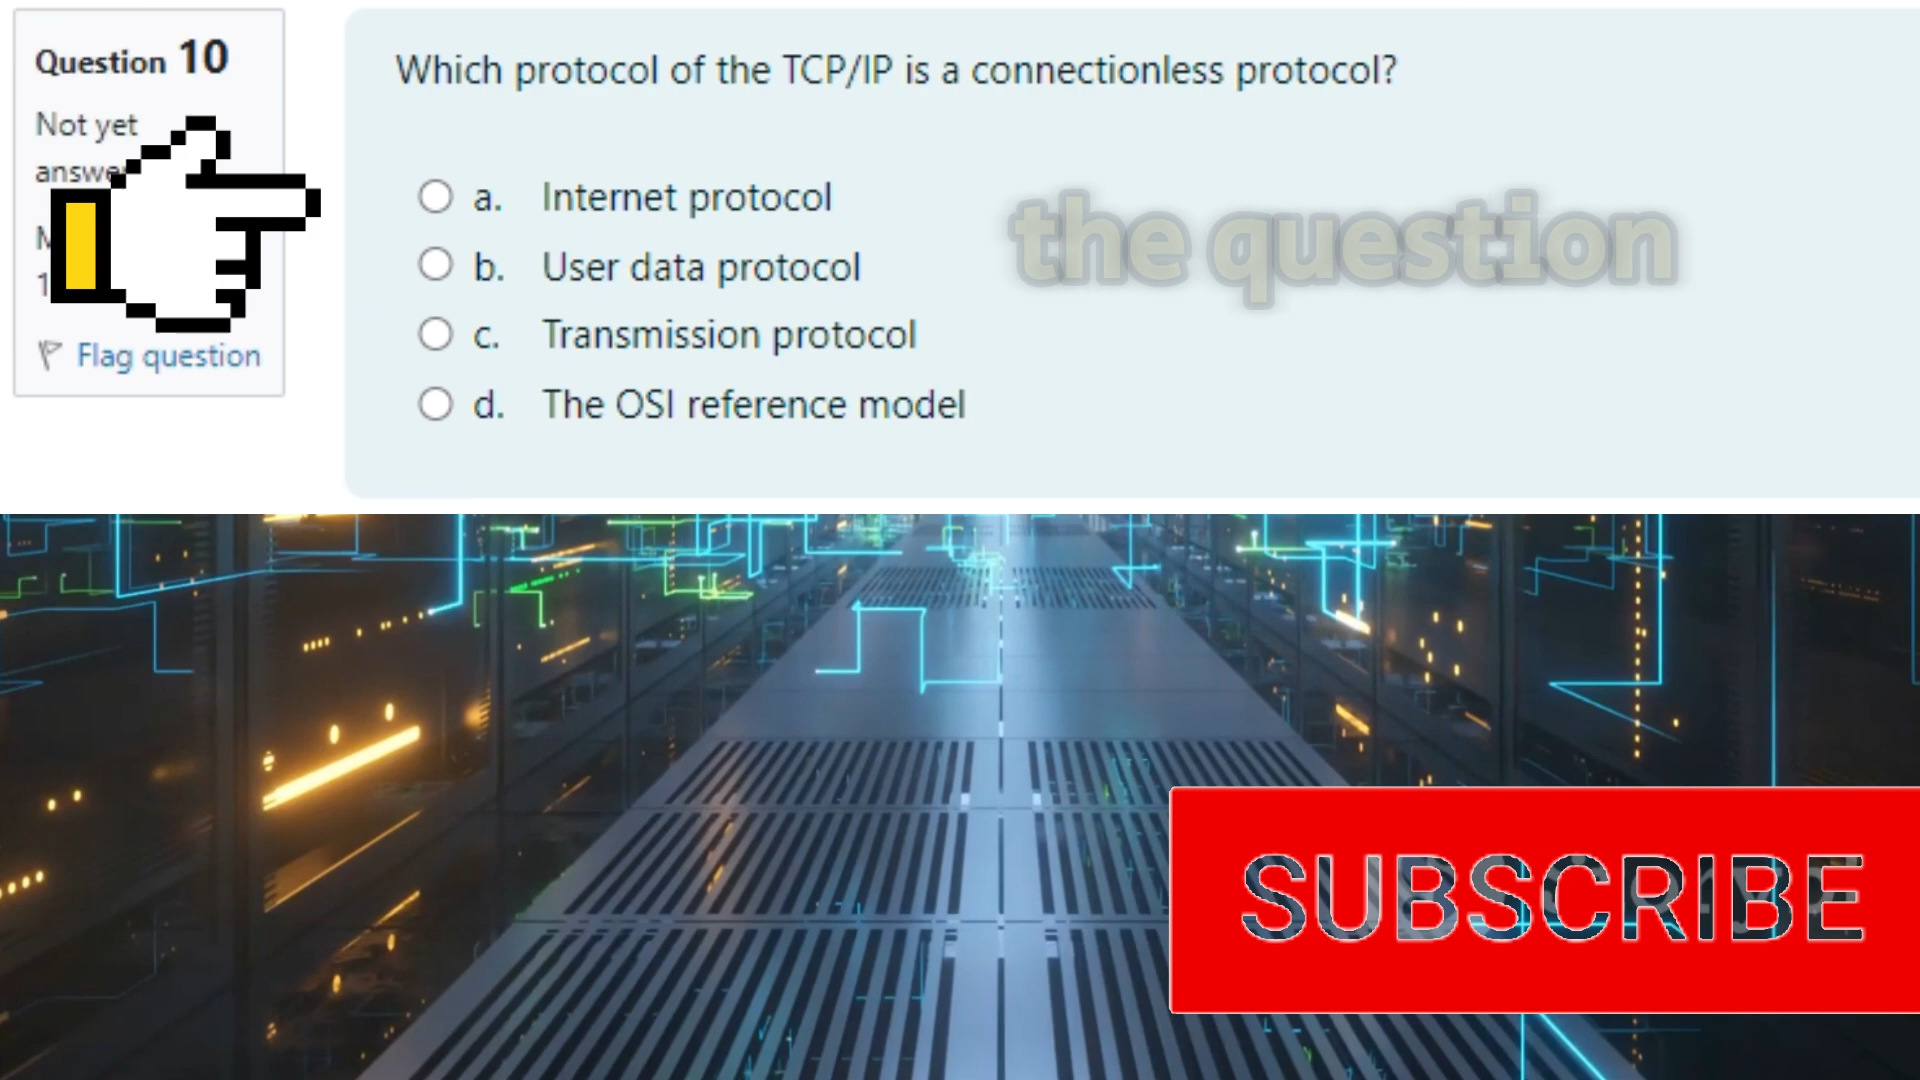 Question 10
Not yet
1
Flag question
Which protocol of the TCP/IP is a connectionless protocol?
a. Internet protocol
b. User data protocol
c. Transmission protocol
d. The OSI reference model
the question
SUBSCRIBE